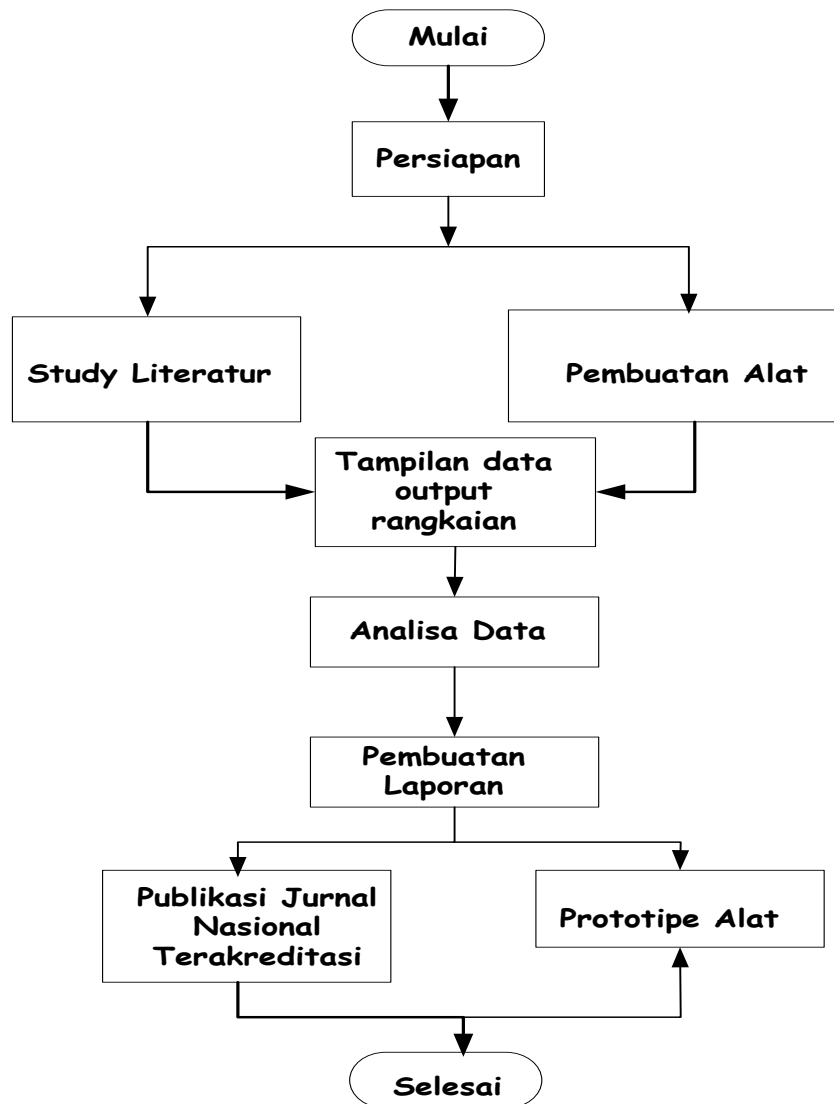 Mulai
Persiapan
Study Literatur
Pembuatan Alat
Tampilan data
output
rangkaian
Analisa Data
Pembuatan
Laporan
Publikasi Jurnal
Nasional
Terakreditasi
Prototipe Alat
Selesai